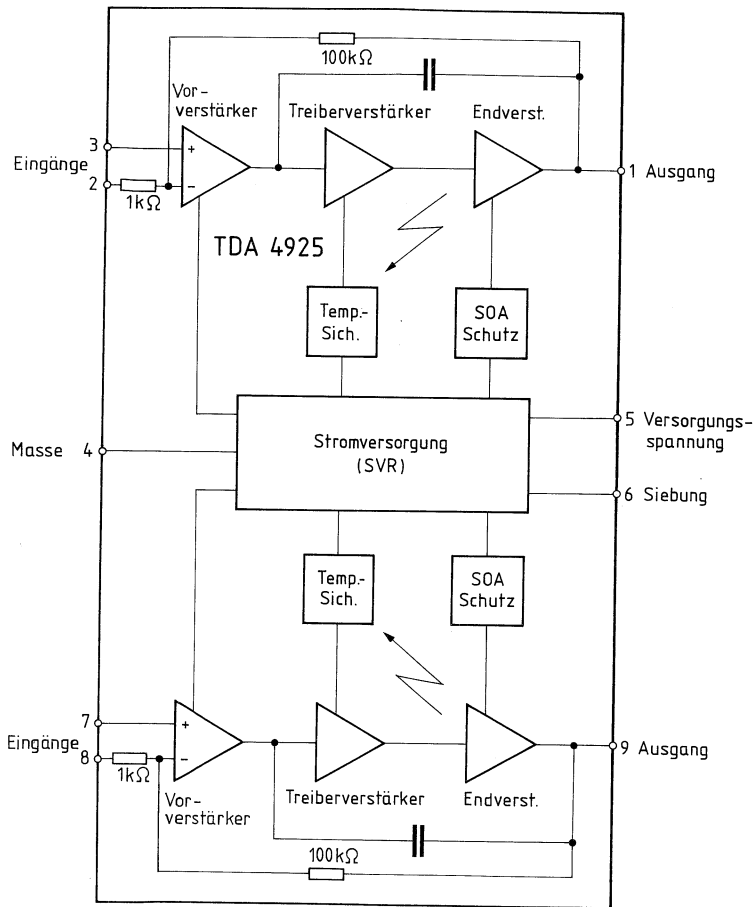 100kΩ
Vor-
verstärker
Treiberverstärker
Endverst.
3
+
Eingänge
2
-
1kΩ
1 Ausgang
TDA 4925
Temp.-
Sich.
SOA
Schutz
5 Versorgungs-
spannung
Stromversorgung
(SVR)
Masse 4
6 Siebung
Temp.-
Sich.
SOA
Schutz
7
+
Eingänge
8
-
1kΩ
9 Ausgang
Vor-
verstärker
Treiberverstärker
Endverst.
100kΩ